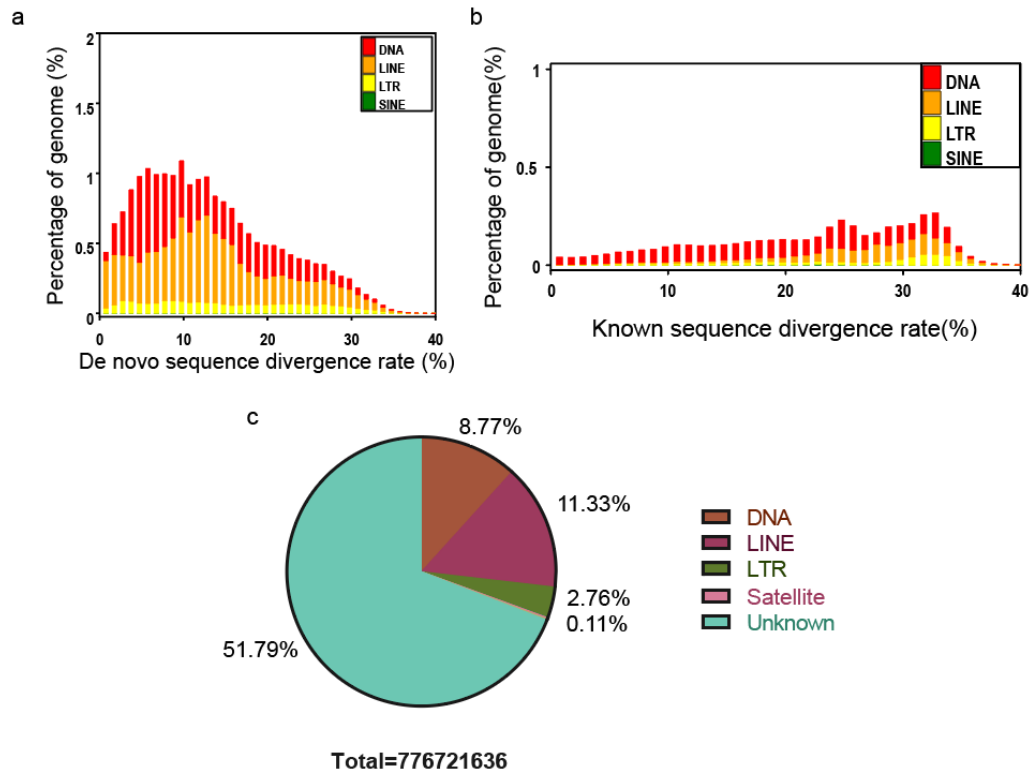 a
Percentage of genome (%)
2
1.5
1
0.5
0
DNA
LINE
LTR
SINE
0
10
20
30
40
De novo sequence divergence rate (%)
b
Percentage of genome(%)
1
0.5
0
DNA
LINE
LTR
SINE
0
10
20
30
40
Known sequence divergence rate(%)
c
8.77%
11.33%
2.76%
0.11%
51.79%
DNA
LINE
LTR
Satellite
Unknown
Total=776721636